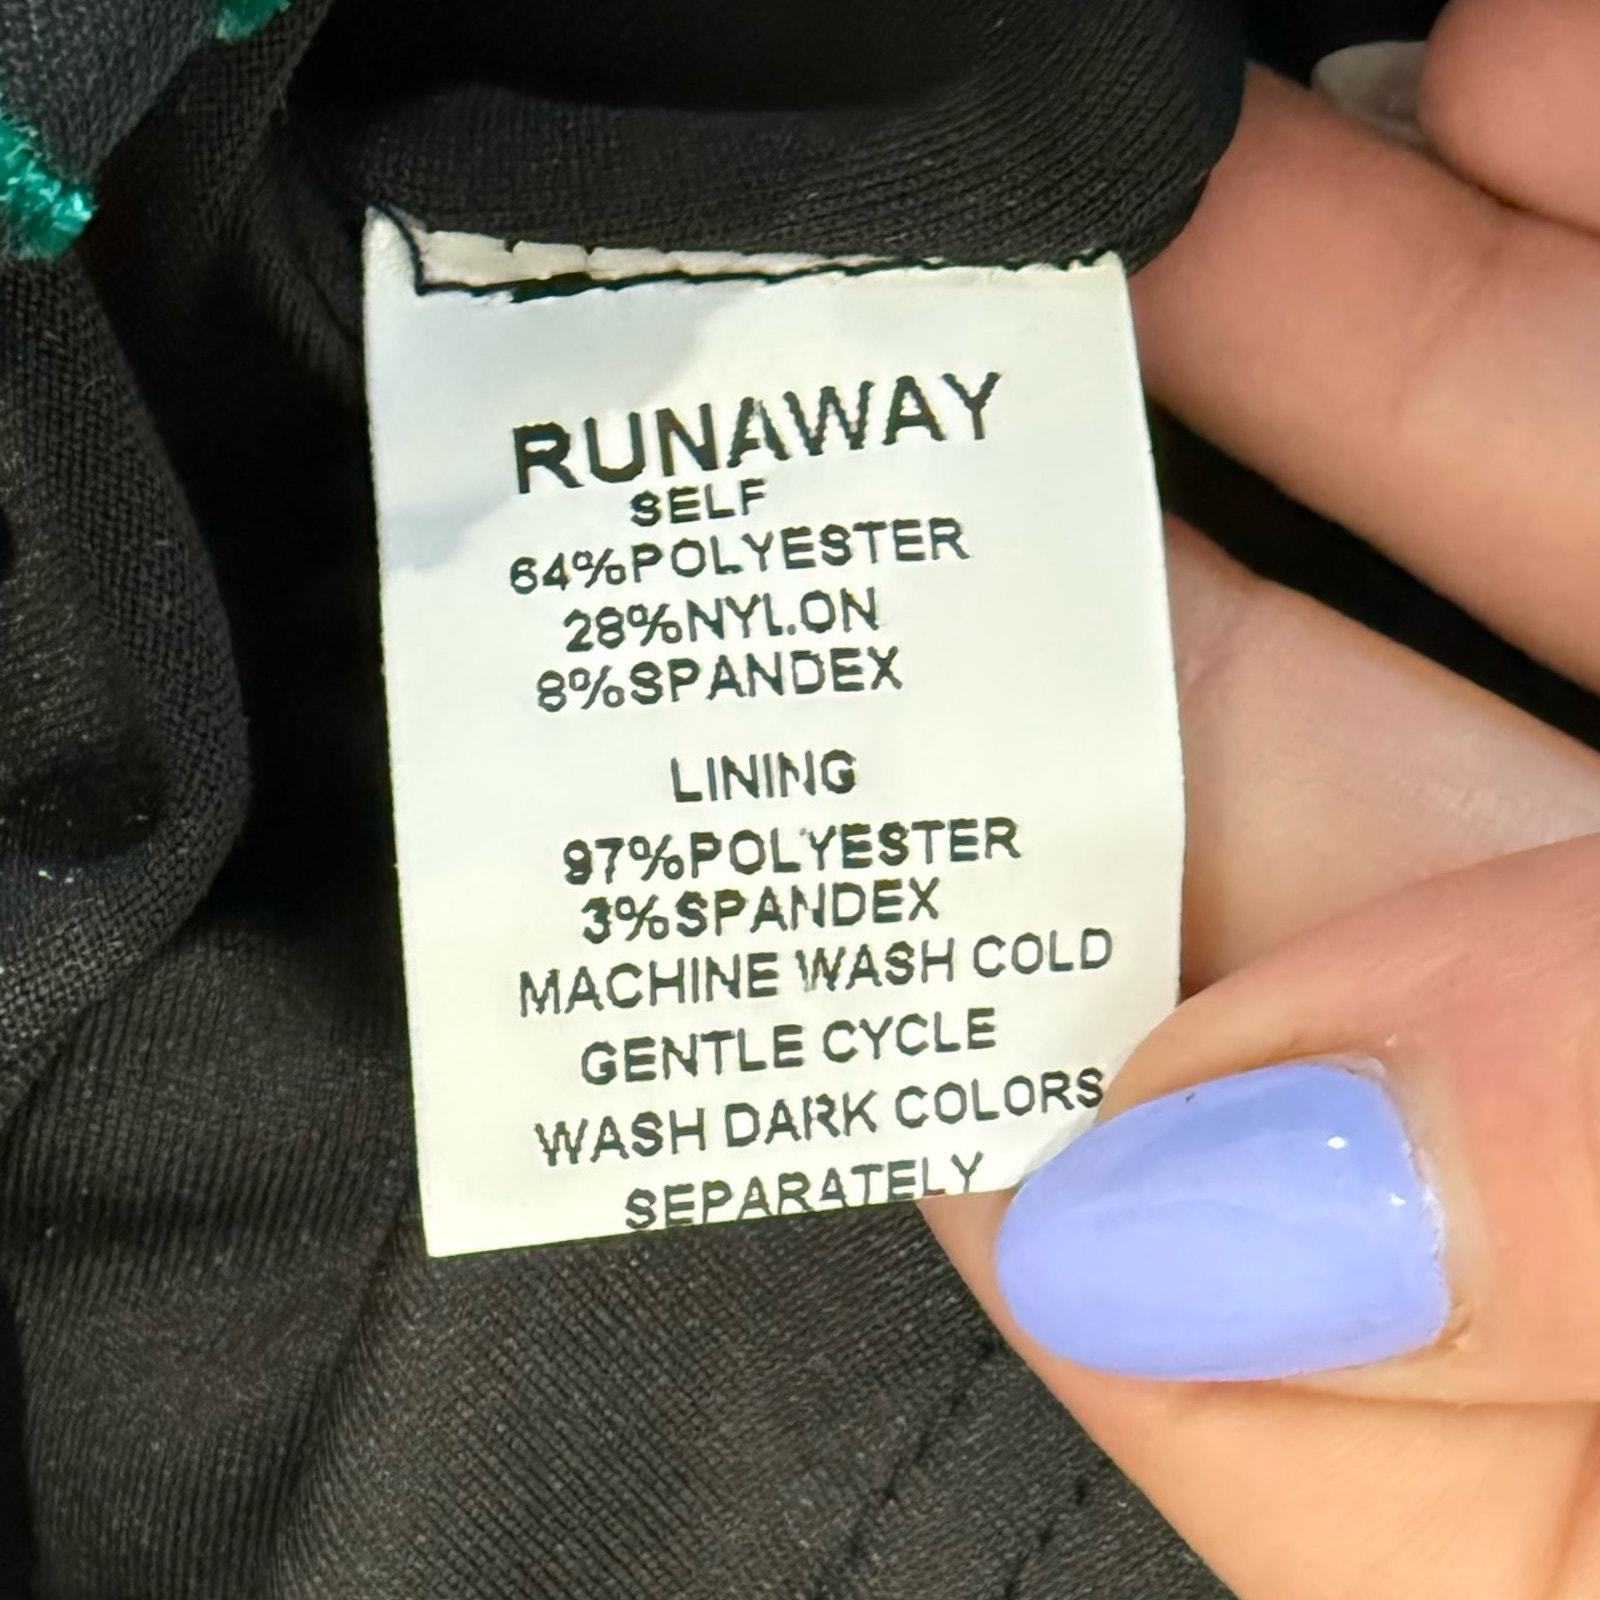 RUNAWAY
SELF
64%POLYESTER
28%NYLON
8%SPANDEX
LINING
97%POLYESTER
3%SPANDEX
MACHINE WASH COLD
GENTLE CYCLE
WASH DARK COLORS
SEPARATELY